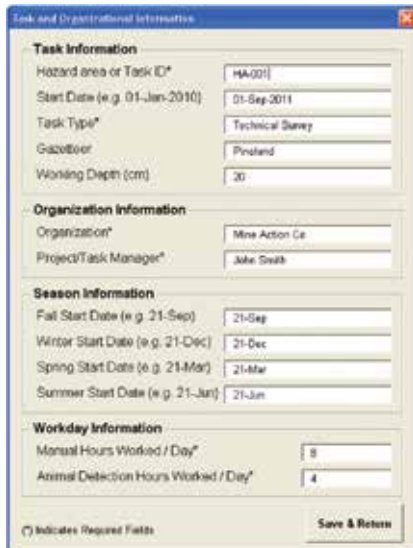 Task and Organizational Information
Task Information
Hazard area or Task ID* HA-001
Start Date (e.g. 01-Jan-2010) 01-Sep-2011
Task Type* Technical Survey
Gazetteer Pineland
Working Depth (cm) 20
Organization Information
Organization* Mine Action Co
Project/Task Manager* John Smith
Season Information
Fall Start Date (e.g. 21-Sep) 21-Sep
Winter Start Date (e.g. 21-Dec) 21-Dec
Spring Start Date (e.g. 21-Mar) 21-Mar
Summer Start Date (e.g. 21-Jun) 21-Jun
Workday Information
Manual Hours Worked / Day* 8
Animal Detection Hours Worked / Day* 4
(*) Indicates Required Fields Save & Return